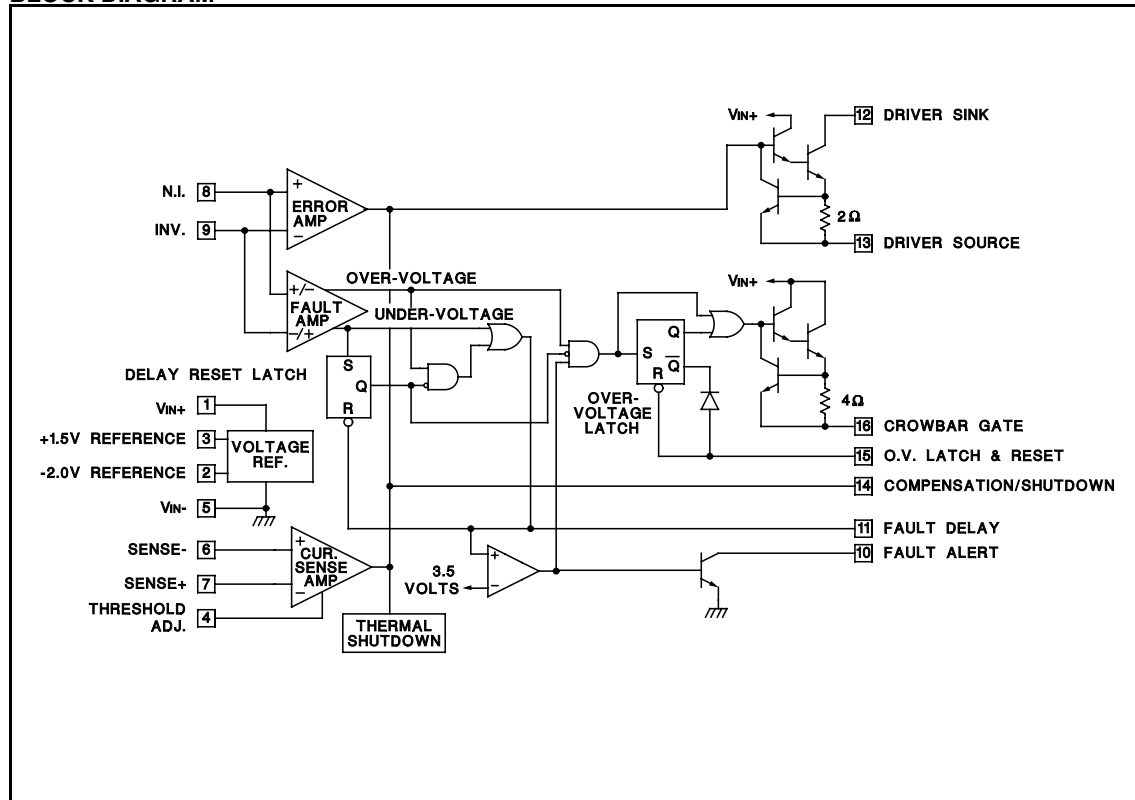 BLOCK DIAGRAM
VIN+
12 DRIVER SINK
N.I. 8
+
ERROR
AMP
−
INV. 9
2Ω
13 DRIVER SOURCE
OVER-VOLTAGE
VIN+
+/−
FAULT
AMP
−/+
UNDER-VOLTAGE
S
Q
R
DELAY RESET LATCH
S
Q
Q
R
OVER-
VOLTAGE
LATCH
4Ω
16 CROWBAR GATE
VIN+ 1
+1.5V REFERENCE 3
VOLTAGE
REF.
-2.0V REFERENCE 2
15 O.V. LATCH & RESET
14 COMPENSATION/SHUTDOWN
VIN- 5
11 FAULT DELAY
10 FAULT ALERT
SENSE- 6
+
CUR.
SENSE
AMP
−
SENSE+ 7
THRESHOLD
ADJ. 4
3.5
VOLTS
+
−
THERMAL
SHUTDOWN